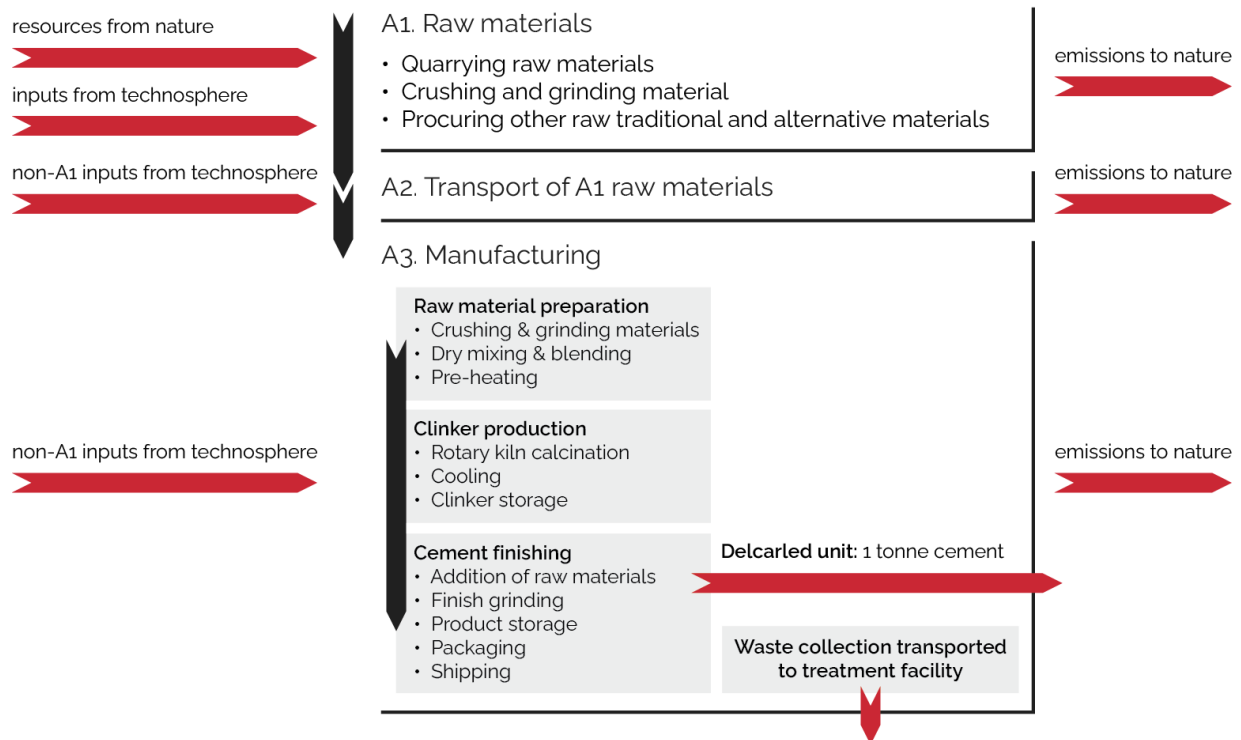 resources from nature
inputs from technosphere
non-A1 inputs from technosphere
A1. Raw materials
• Quarrying raw materials
• Crushing and grinding material
• Procuring other raw traditional and alternative materials
emissions to nature
A2. Transport of A1 raw materials
emissions to nature
A3. Manufacturing
Raw material preparation
• Crushing & grinding materials
• Dry mixing & blending
• Pre-heating
Clinker production
• Rotary kiln calcination
• Cooling
• Clinker storage
non-A1 inputs from technosphere
emissions to nature
Cement finishing
• Addition of raw materials
• Finish grinding
• Product storage
• Packaging
• Shipping
Delcarled unit: 1 tonne cement
Waste collection transported
to treatment facility